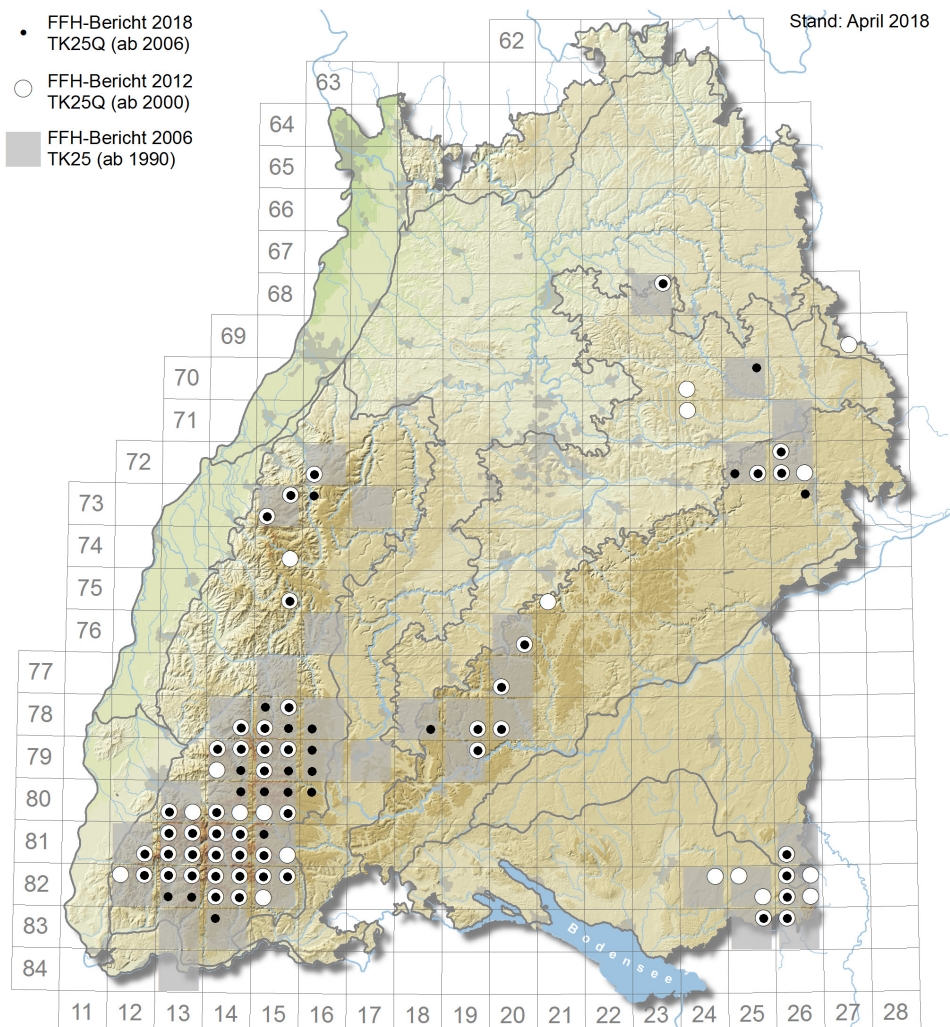 FFH-Bericht 2018
TK25Q (ab 2006)
FFH-Bericht 2012
TK25Q (ab 2000)
FFH-Bericht 2006
TK25 (ab 1990)
Stand: April 2018
62
63
64
65
66
67
68
69
70
71
72
73
74
75
76
77
78
79
80
81
82
83
84
Bodensee
11 12 13 14 15 16 17 18 19 20 21 22 23 24 25 26 27 28